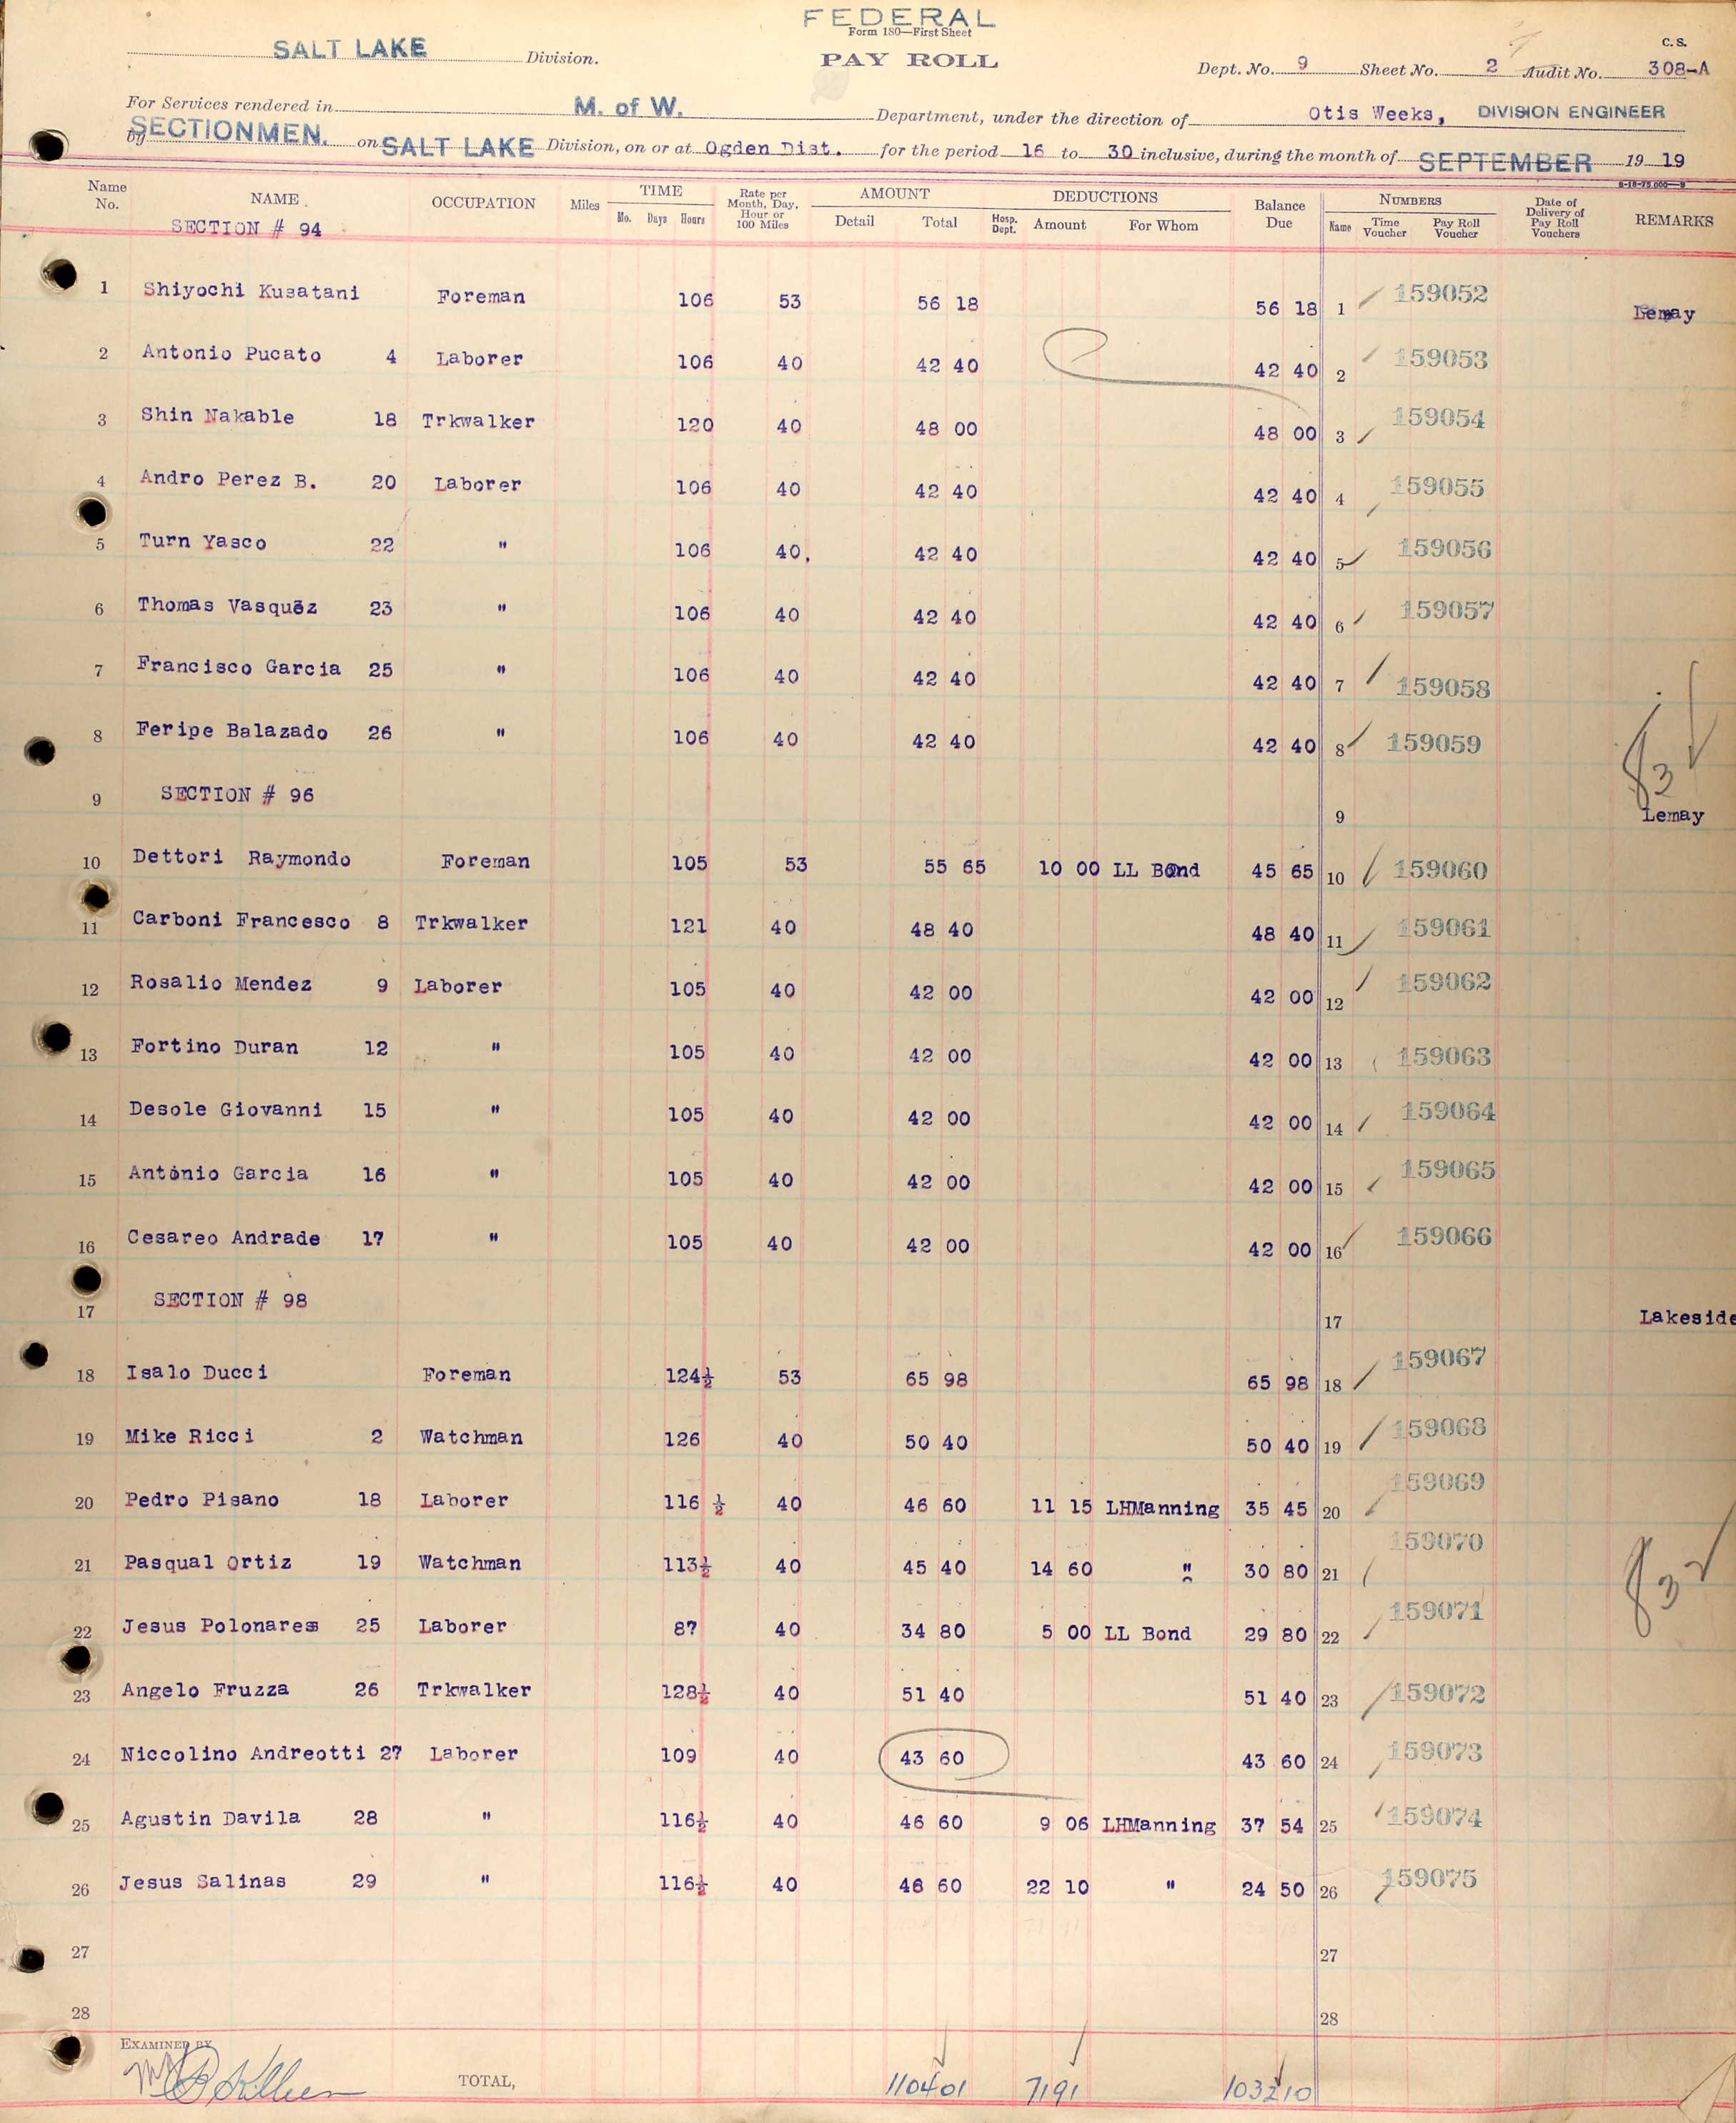 FEDERAL
Form 180—First Sheet
SALT LAKE Division. PAY ROLL Dept. No. 9 Sheet No. 2 Audit No. C. S. 308-A
For Services rendered in M. of W. Department, under the direction of Otis Weeks, DIVISION ENGINEER
by SECTIONMEN. on SALT LAKE Division, on or at Ogden Dist. for the period 16 to 30 inclusive, during the month of SEPTEMBER 19 19
Name No. NAME OCCUPATION Miles TIME Mo. Days Hours Rate per Month, Day, Hour or 100 Miles AMOUNT Detail Total DEDUCTIONS Hosp. Dept. Amount For Whom Balance Due NUMBERS Name Time Voucher Pay Roll Voucher Date of Delivery of Pay Roll Vouchers REMARKS
SECTION # 94
1 Shiyochi Kusatani Foreman 106 53 56 18 56 18 1 159052 Lemay
2 Antonio Pucato 4 Laborer 106 40 42 40 42 40 2 159053
3 Shin Nakable 18 Trkwalker 120 40 48 00 48 00 3 159054
4 Andro Perez B. 20 Laborer 106 40 42 40 42 40 4 159055
5 Turn Yasco 22 " 106 40. 42 40 42 40 5 159056
6 Thomas Vasquez 23 " 106 40 42 40 42 40 6 159057
7 Francisco Garcia 25 " 106 40 42 40 42 40 7 159058
8 Feripe Balazado 26 " 106 40 42 40 42 40 8 159059
9 SECTION # 96 9 Lemay
10 Dettori Raymondo Foreman 105 53 55 65 10 00 LL Bond 45 65 10 159060
11 Carboni Francesco 8 Trkwalker 121 40 48 40 48 40 11 159061
12 Rosalio Mendez 9 Laborer 105 40 42 00 42 00 12 159062
13 Fortino Duran 12 " 105 40 42 00 42 00 13 159063
14 Desole Giovanni 15 " 105 40 42 00 42 00 14 159064
15 Antonio Garcia 16 " 105 40 42 00 42 00 15 159065
16 Cesareo Andrade 17 " 105 40 42 00 42 00 16 159066
17 SECTION # 98 17 Lakeside
18 Isalo Ducci Foreman 124½ 53 65 98 65 98 18 159067
19 Mike Ricci 2 Watchman 126 40 50 40 50 40 19 159068
20 Pedro Pisano 18 Laborer 116 ½ 40 46 60 11 15 LHManning 35 45 20 159069
21 Pasqual Ortiz 19 Watchman 113½ 40 45 40 14 60 " 30 80 21 159070
22 Jesus Polonares 25 Laborer 87 40 34 80 5 00 LL Bond 29 80 22 159071
23 Angelo Fruzza 26 Trkwalker 128½ 40 51 40 51 40 23 159072
24 Niccolino Andreotti 27 Laborer 109 40 43 60 43 60 24 159073
25 Agustin Davila 28 " 116½ 40 46 60 9 06 LHManning 37 54 25 159074
26 Jesus Salinas 29 " 116½ 40 46 60 22 10 " 24 50 26 159075
27 27
28 28
EXAMINED BY
TOTAL, 1104 01 71 91 1032 10